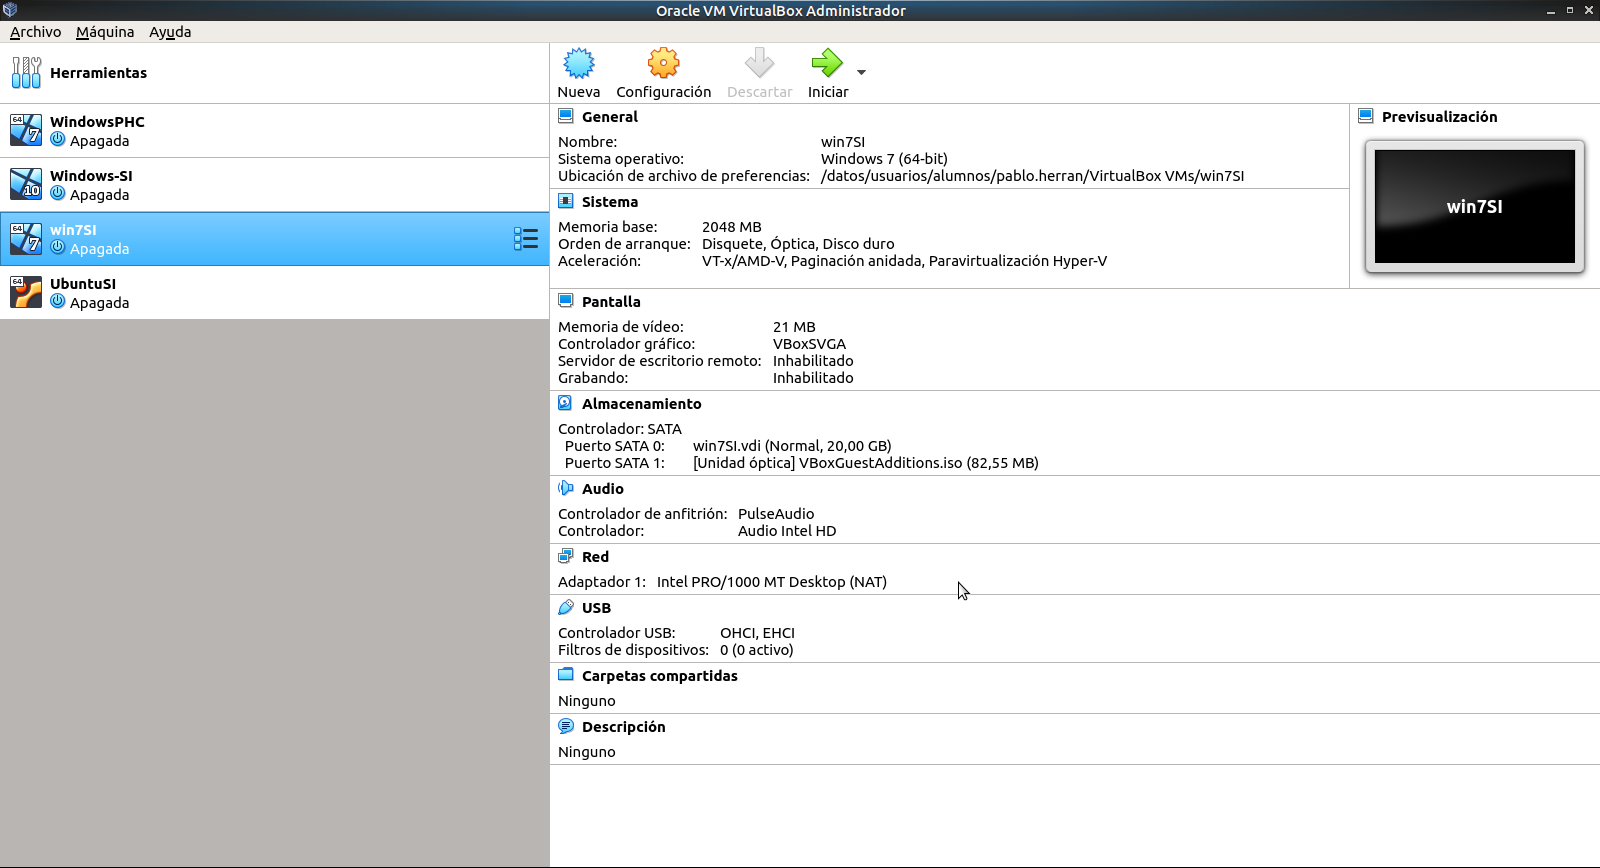 Oracle VM VirtualBox Administrador
Archivo Máquina Ayuda
Herramientas
Nueva Configuración Descartar Iniciar
64 7 WindowsPHC
Apagada
64 10 Windows-SI
Apagada
64 7 win7SI
Apagada
64 UbuntuSI
Apagada
General
Nombre: win7SI
Sistema operativo: Windows 7 (64-bit)
Ubicación de archivo de preferencias: /datos/usuarios/alumnos/pablo.herran/VirtualBox VMs/win7SI
Previsualización
win7SI
Sistema
Memoria base: 2048 MB
Orden de arranque: Disquete, Óptica, Disco duro
Aceleración: VT-x/AMD-V, Paginación anidada, Paravirtualización Hyper-V
Pantalla
Memoria de vídeo: 21 MB
Controlador gráfico: VBoxSVGA
Servidor de escritorio remoto: Inhabilitado
Grabando: Inhabilitado
Almacenamiento
Controlador: SATA
Puerto SATA 0: win7SI.vdi (Normal, 20,00 GB)
Puerto SATA 1: [Unidad óptica] VBoxGuestAdditions.iso (82,55 MB)
Audio
Controlador de anfitrión: PulseAudio
Controlador: Audio Intel HD
Red
Adaptador 1: Intel PRO/1000 MT Desktop (NAT)
USB
Controlador USB: OHCI, EHCI
Filtros de dispositivos: 0 (0 activo)
Carpetas compartidas
Ninguno
Descripción
Ninguno